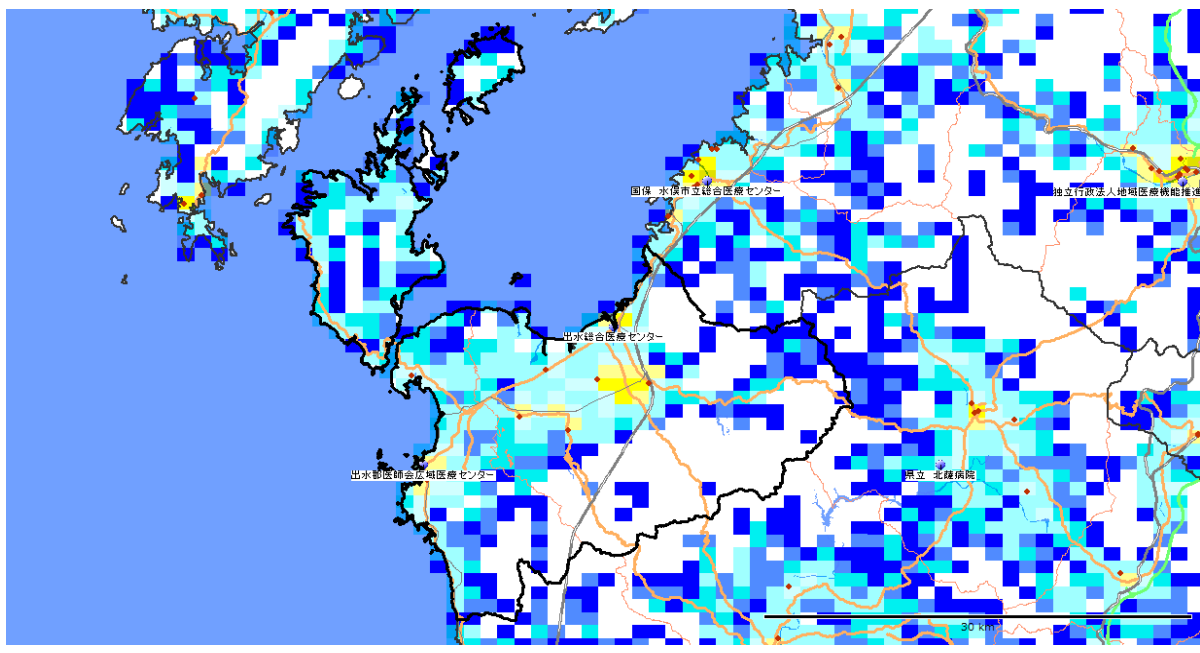 国保 水俣市立総合医療センター
独立行政法人地域医療機能推進
出水総合医療センター
出水郡医師会広域医療センター
県立 北薩病院
30 km